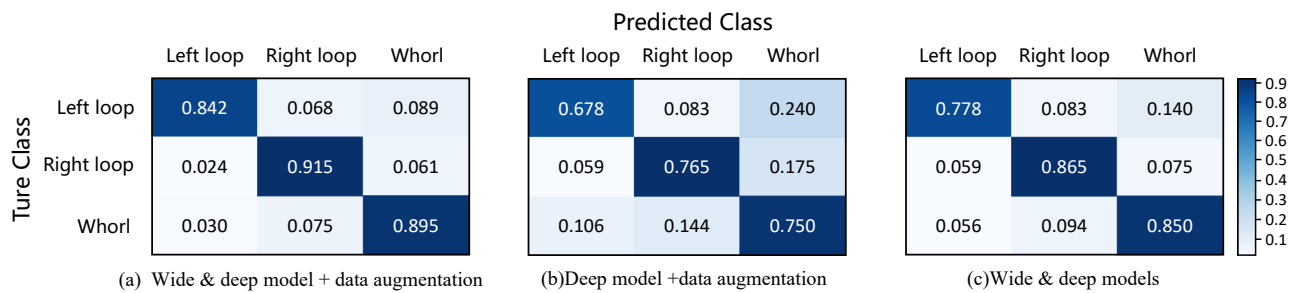 Predicted Class
Left loop Right loop Whorl Left loop Right loop Whorl Left loop Right loop Whorl
Ture Class
Left loop 0.842 0.068 0.089 0.678 0.083 0.240 0.778 0.083 0.140
Right loop 0.024 0.915 0.061 0.059 0.765 0.175 0.059 0.865 0.075
Whorl 0.030 0.075 0.895 0.106 0.144 0.750 0.056 0.094 0.850
0.9
0.8
0.7
0.6
0.5
0.4
0.3
0.2
0.1
(a) Wide & deep model + data augmentation (b)Deep model +data augmentation (c)Wide & deep models